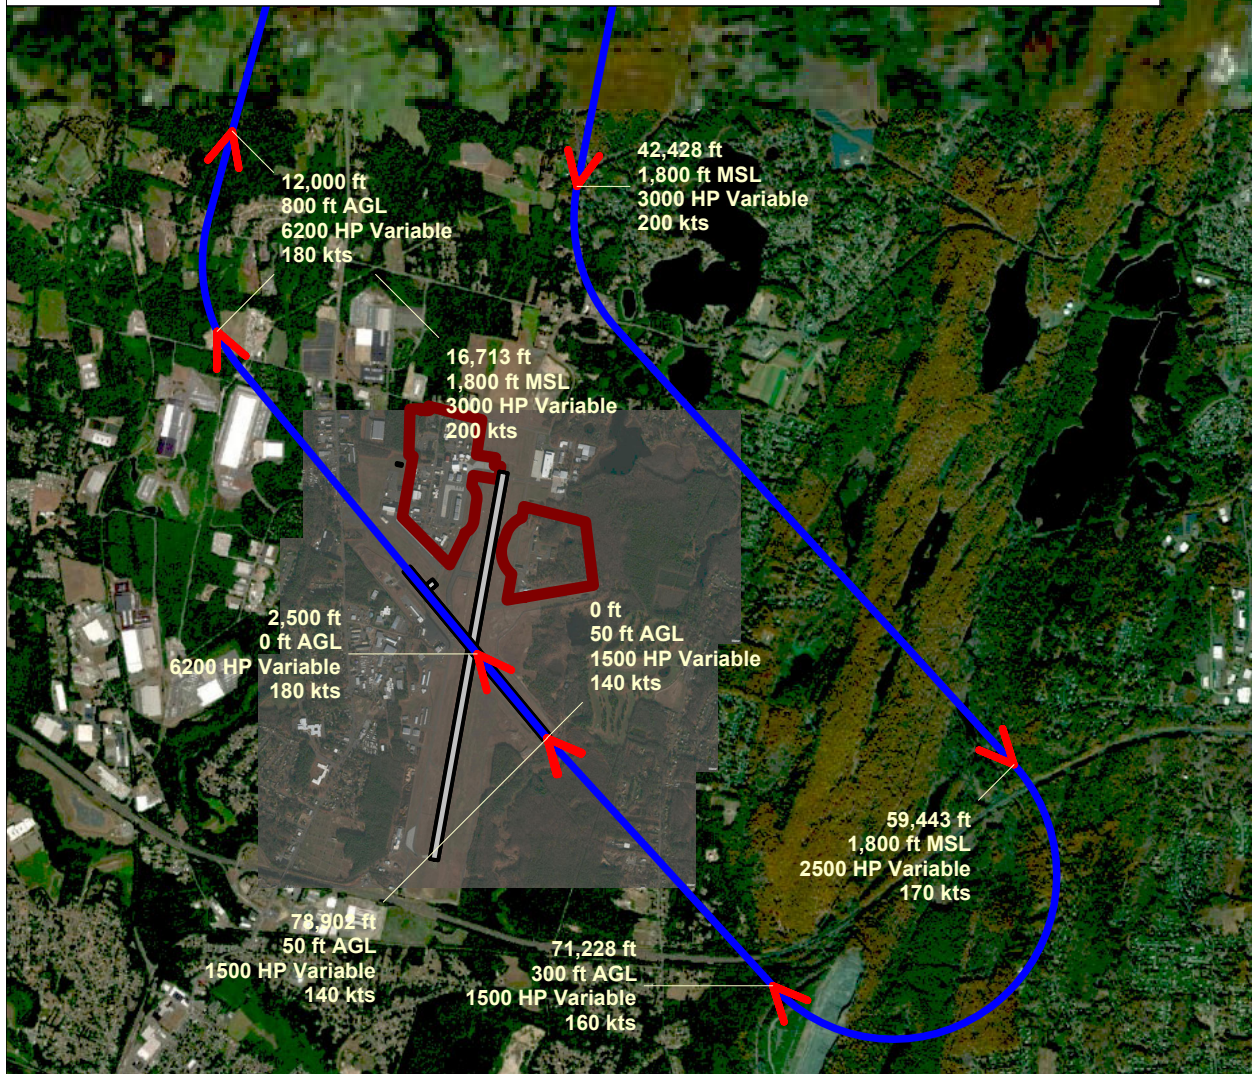 42,428 ft
1,800 ft MSL
3000 HP Variable
200 kts
12,000 ft
800 ft AGL
6200 HP Variable
180 kts
16,713 ft
1,800 ft MSL
3000 HP Variable
200 kts
2,500 ft
0 ft AGL
6200 HP Variable
180 kts
0 ft
50 ft AGL
1500 HP Variable
140 kts
59,443 ft
1,800 ft MSL
2500 HP Variable
170 kts
78,902 ft
50 ft AGL
1500 HP Variable
140 kts
71,228 ft
300 ft AGL
1500 HP Variable
160 kts